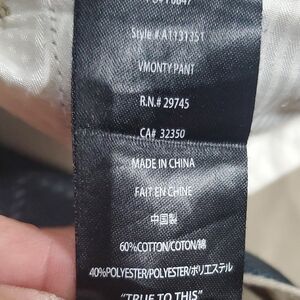 Style # A1131351
VMONTY PANT
R.N.# 29745
CA# 32350
MADE IN CHINA
FAIT EN CHINE
中国製
60%COTTON/COTON/綿
40%POLYESTER/POLYESTER/ポリエステル
"TRUE TO THIS"